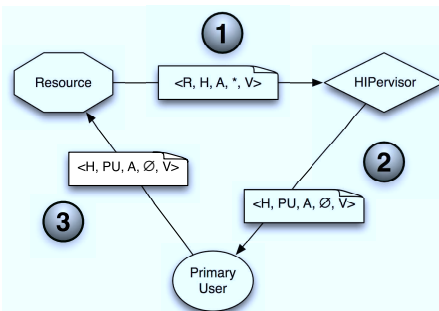 1
Resource
<R, H, A, *, V>
HIPervisor
2
<H, PU, A, Ø, V>
3
<H, PU, A, Ø, V>
Primary
User